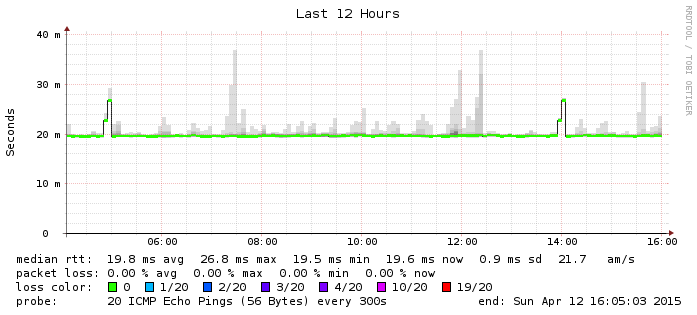 Last 12 Hours
RRDTOOL / TOBI OETIKER
Seconds
40 m
30 m
20 m
10 m
0
06:00 08:00 10:00 12:00 14:00 16:00
median rtt: 19.8 ms avg 26.8 ms max 19.5 ms min 19.6 ms now 0.9 ms sd 21.7 am/s
packet loss: 0.00 % avg 0.00 % max 0.00 % min 0.00 % now
loss color: 0 1/20 2/20 3/20 4/20 10/20 19/20
probe: 20 ICMP Echo Pings (56 Bytes) every 300s end: Sun Apr 12 16:05:03 2015